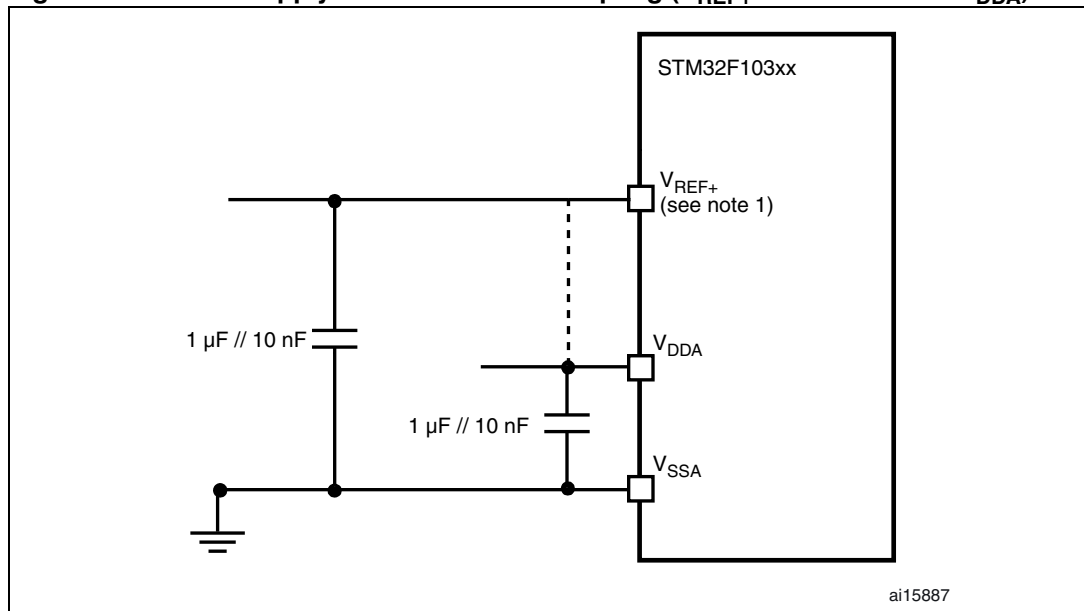 STM32F103xx
VREF+
(see note 1)
1 µF // 10 nF
VDDA
1 µF // 10 nF
VSSA
ai15887